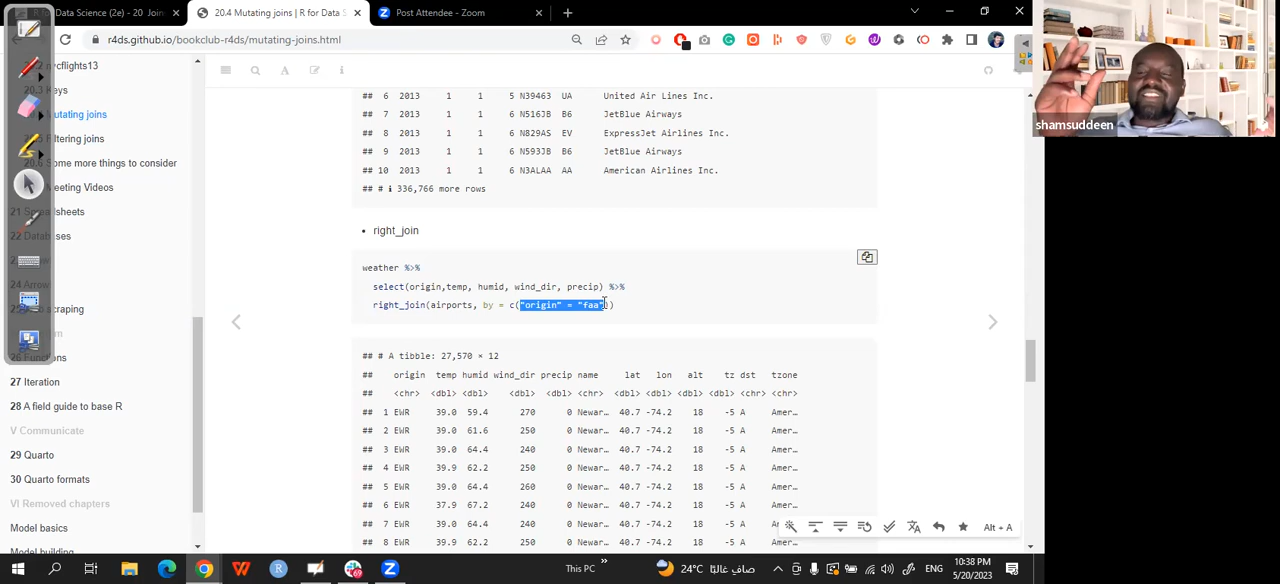 R for Data Science (2e) - 20 Join
20.4 Mutating joins | R for Data S
Post Attendee - Zoom
r4ds.github.io/bookclub-r4ds/mutating-joins.html
nycflights13
Keys
Mutating joins
Filtering joins
Some more things to consider
Meeting Videos
21 Spreadsheets
22 Databases
24 Arrow
scraping
26 Functions
27 Iteration
28 A field guide to base R
V Communicate
29 Quarto
30 Quarto formats
VI Removed chapters
Model basics
Model building
## 6 2013 1 1 5 N39463 UA United Air Lines Inc.
## 7 2013 1 1 6 N516JB B6 JetBlue Airways
## 8 2013 1 1 6 N829AS EV ExpressJet Airlines Inc.
## 9 2013 1 1 6 N593JB B6 JetBlue Airways
## 10 2013 1 1 6 N3ALAA AA American Airlines Inc.
## # ℹ 336,766 more rows
• right_join
weather %>%
select(origin,temp, humid, wind_dir, precip) %>%
right_join(airports, by = c("origin" = "faa"))
## # A tibble: 27,570 × 12
## origin temp humid wind_dir precip name lat lon alt tz dst tzone
## <chr> <dbl> <dbl> <dbl> <dbl> <chr> <dbl> <dbl> <dbl> <dbl> <chr> <chr>
## 1 EWR 39.0 59.4 270 0 Newar… 40.7 -74.2 18 -5 A Amer…
## 2 EWR 39.0 61.6 250 0 Newar… 40.7 -74.2 18 -5 A Amer…
## 3 EWR 39.0 64.4 240 0 Newar… 40.7 -74.2 18 -5 A Amer…
## 4 EWR 39.9 62.2 250 0 Newar… 40.7 -74.2 18 -5 A Amer…
## 5 EWR 39.0 64.4 260 0 Newar… 40.7 -74.2 18 -5 A Amer…
## 6 EWR 37.9 67.2 240 0 Newar… 40.7 -74.2 18 -5 A Amer…
## 7 EWR 39.0 64.4 240 0 Newar… 40.7 -74.2 18 -5 A Amer…
## 8 EWR 39.9 62.2 250 0 Newar… 40.7 -74.2 18 -5 A Amer…
Alt + A
shamsuddeen
This PC
24°C صافي غالبًا
ENG
10:38 PM
5/20/2023